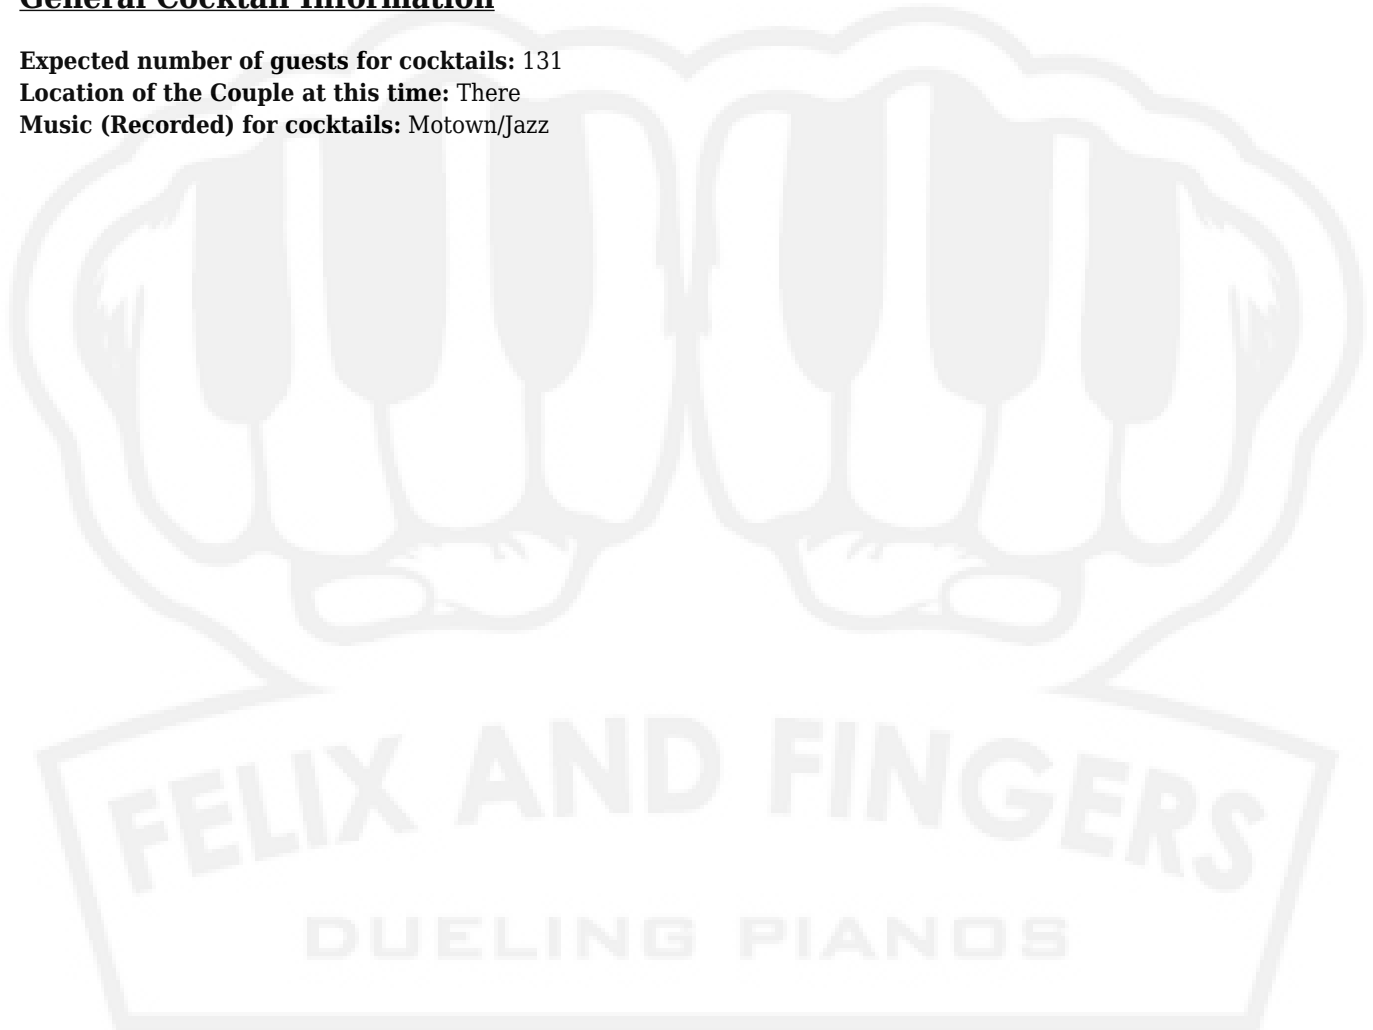 General Cocktail Information
Expected number of guests for cocktails: 131
Location of the Couple at this time: There
Music (Recorded) for cocktails: Motown/Jazz
FELIX AND FINGERS
DUELING PIANOS